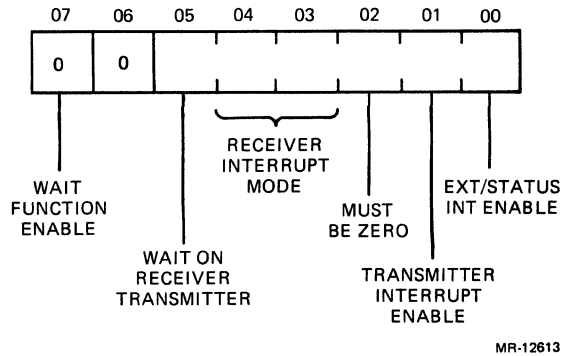 07 06 05 04 03 02 01 00
0 0
RECEIVER
INTERRUPT
MODE
WAIT
FUNCTION
ENABLE
EXT/STATUS
INT ENABLE
MUST
BE ZERO
WAIT ON
RECEIVER
TRANSMITTER
TRANSMITTER
INTERRUPT
ENABLE
MR-12613